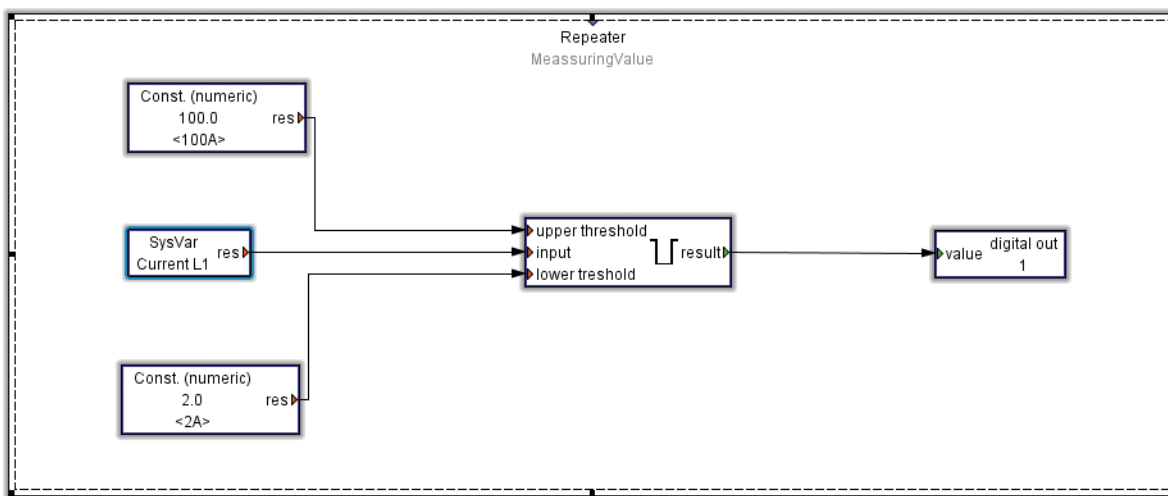 Repeater
MeassuringValue
Const. (numeric)
100.0
res
<100A>
SysVar
res
Current L1
upper threshold
input
result
lower treshold
value
digital out
1
Const. (numeric)
2.0
res
<2A>